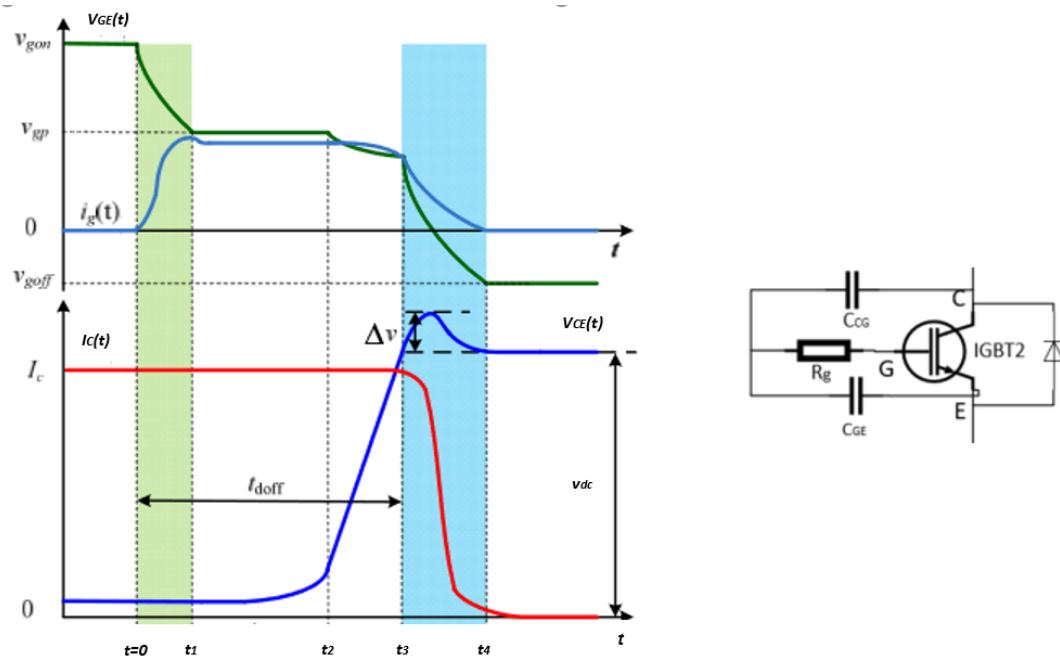 VGE(t)
vgon
vgp
ig(t)
0
t
vgoff
IC(t)
VCE(t)
Δv
Ic
tdoff
vdc
0
t
t=0
t1
t2
t3
t4
CCG
C
IGBT2
Rg
G
E
CGE